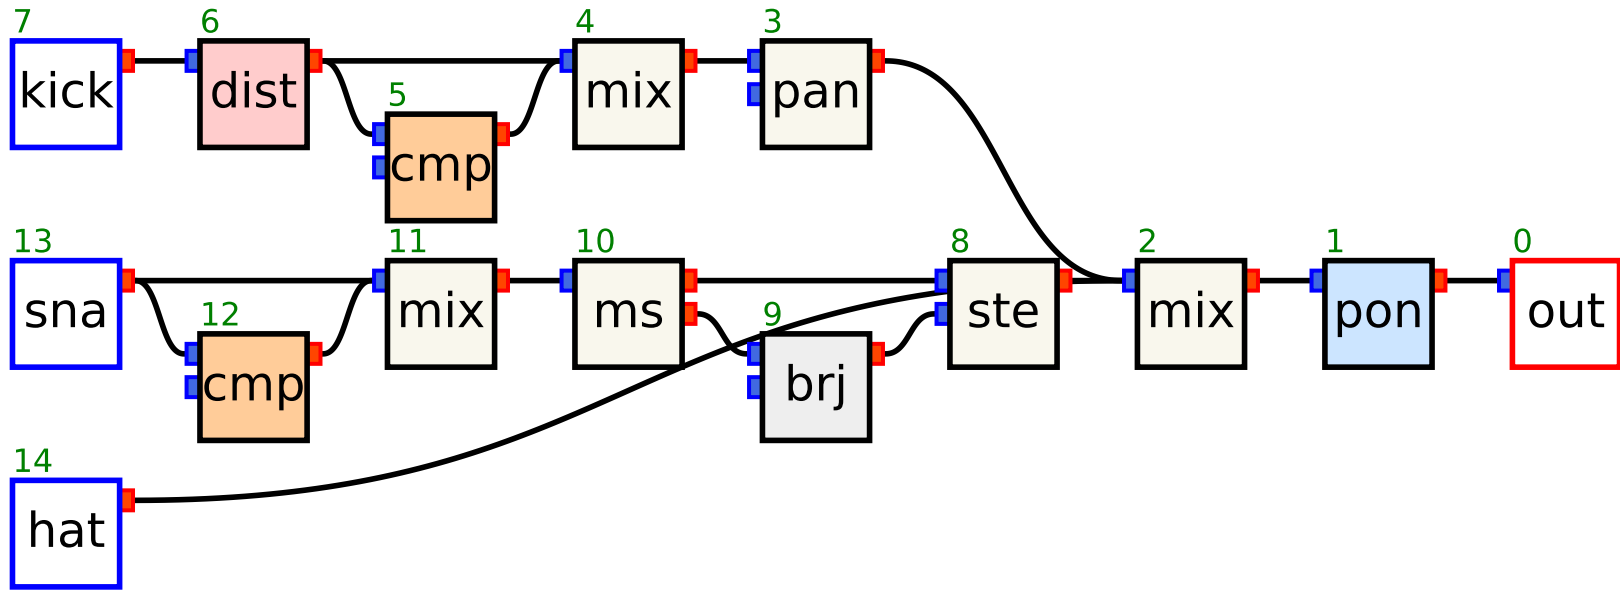 7 6 4 3
kick dist mix pan
5
cmp
13 11 10 8 2 1 0
sna mix ms ste mix pon out
12 9
cmp brj
14
hat